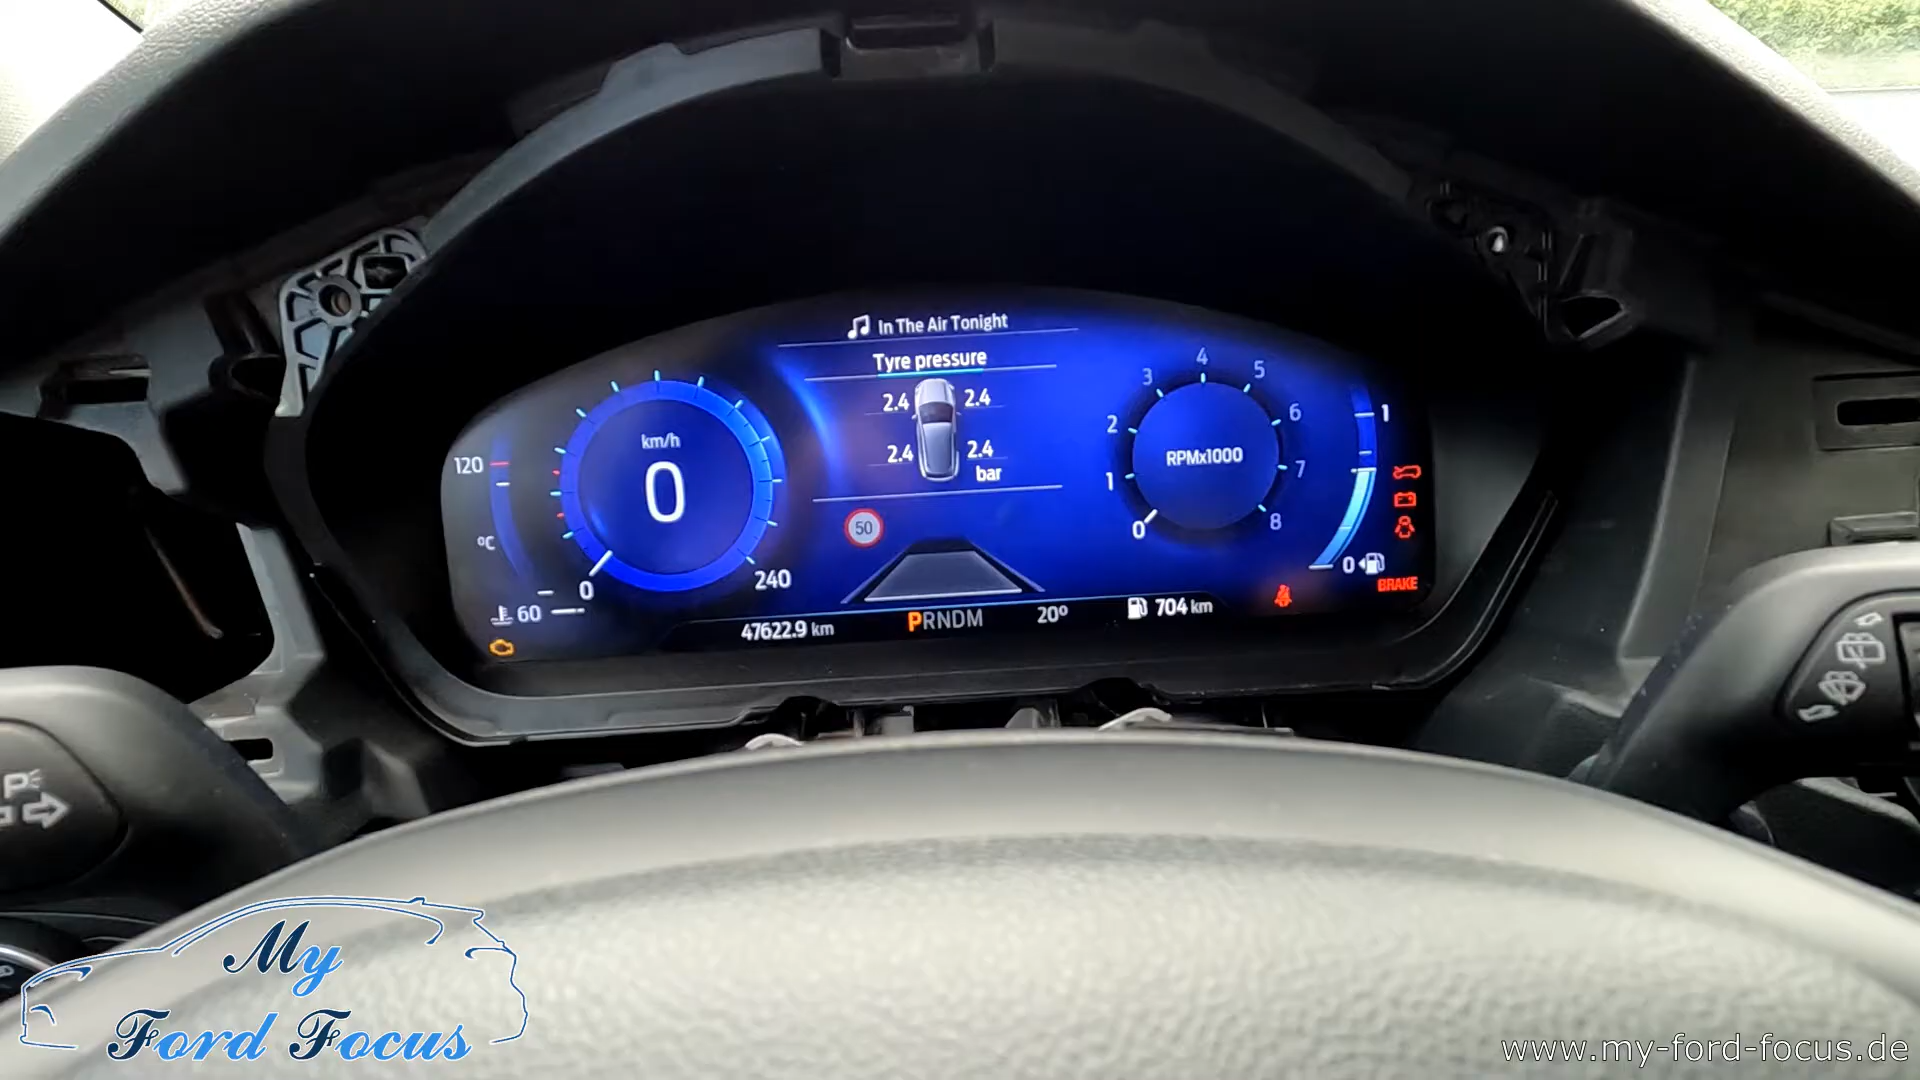 In The Air Tonight
Tyre pressure
2.4 2.4
2.4 2.4
bar
120
°C
60
km/h
0
0
240
50
RPMx1000
0
1
2
3
4
5
6
7
8
1
0
BRAKE
47622.9 km
PRNDM
20º
704 km
P
My
Ford Focus
www.my-ford-focus.de